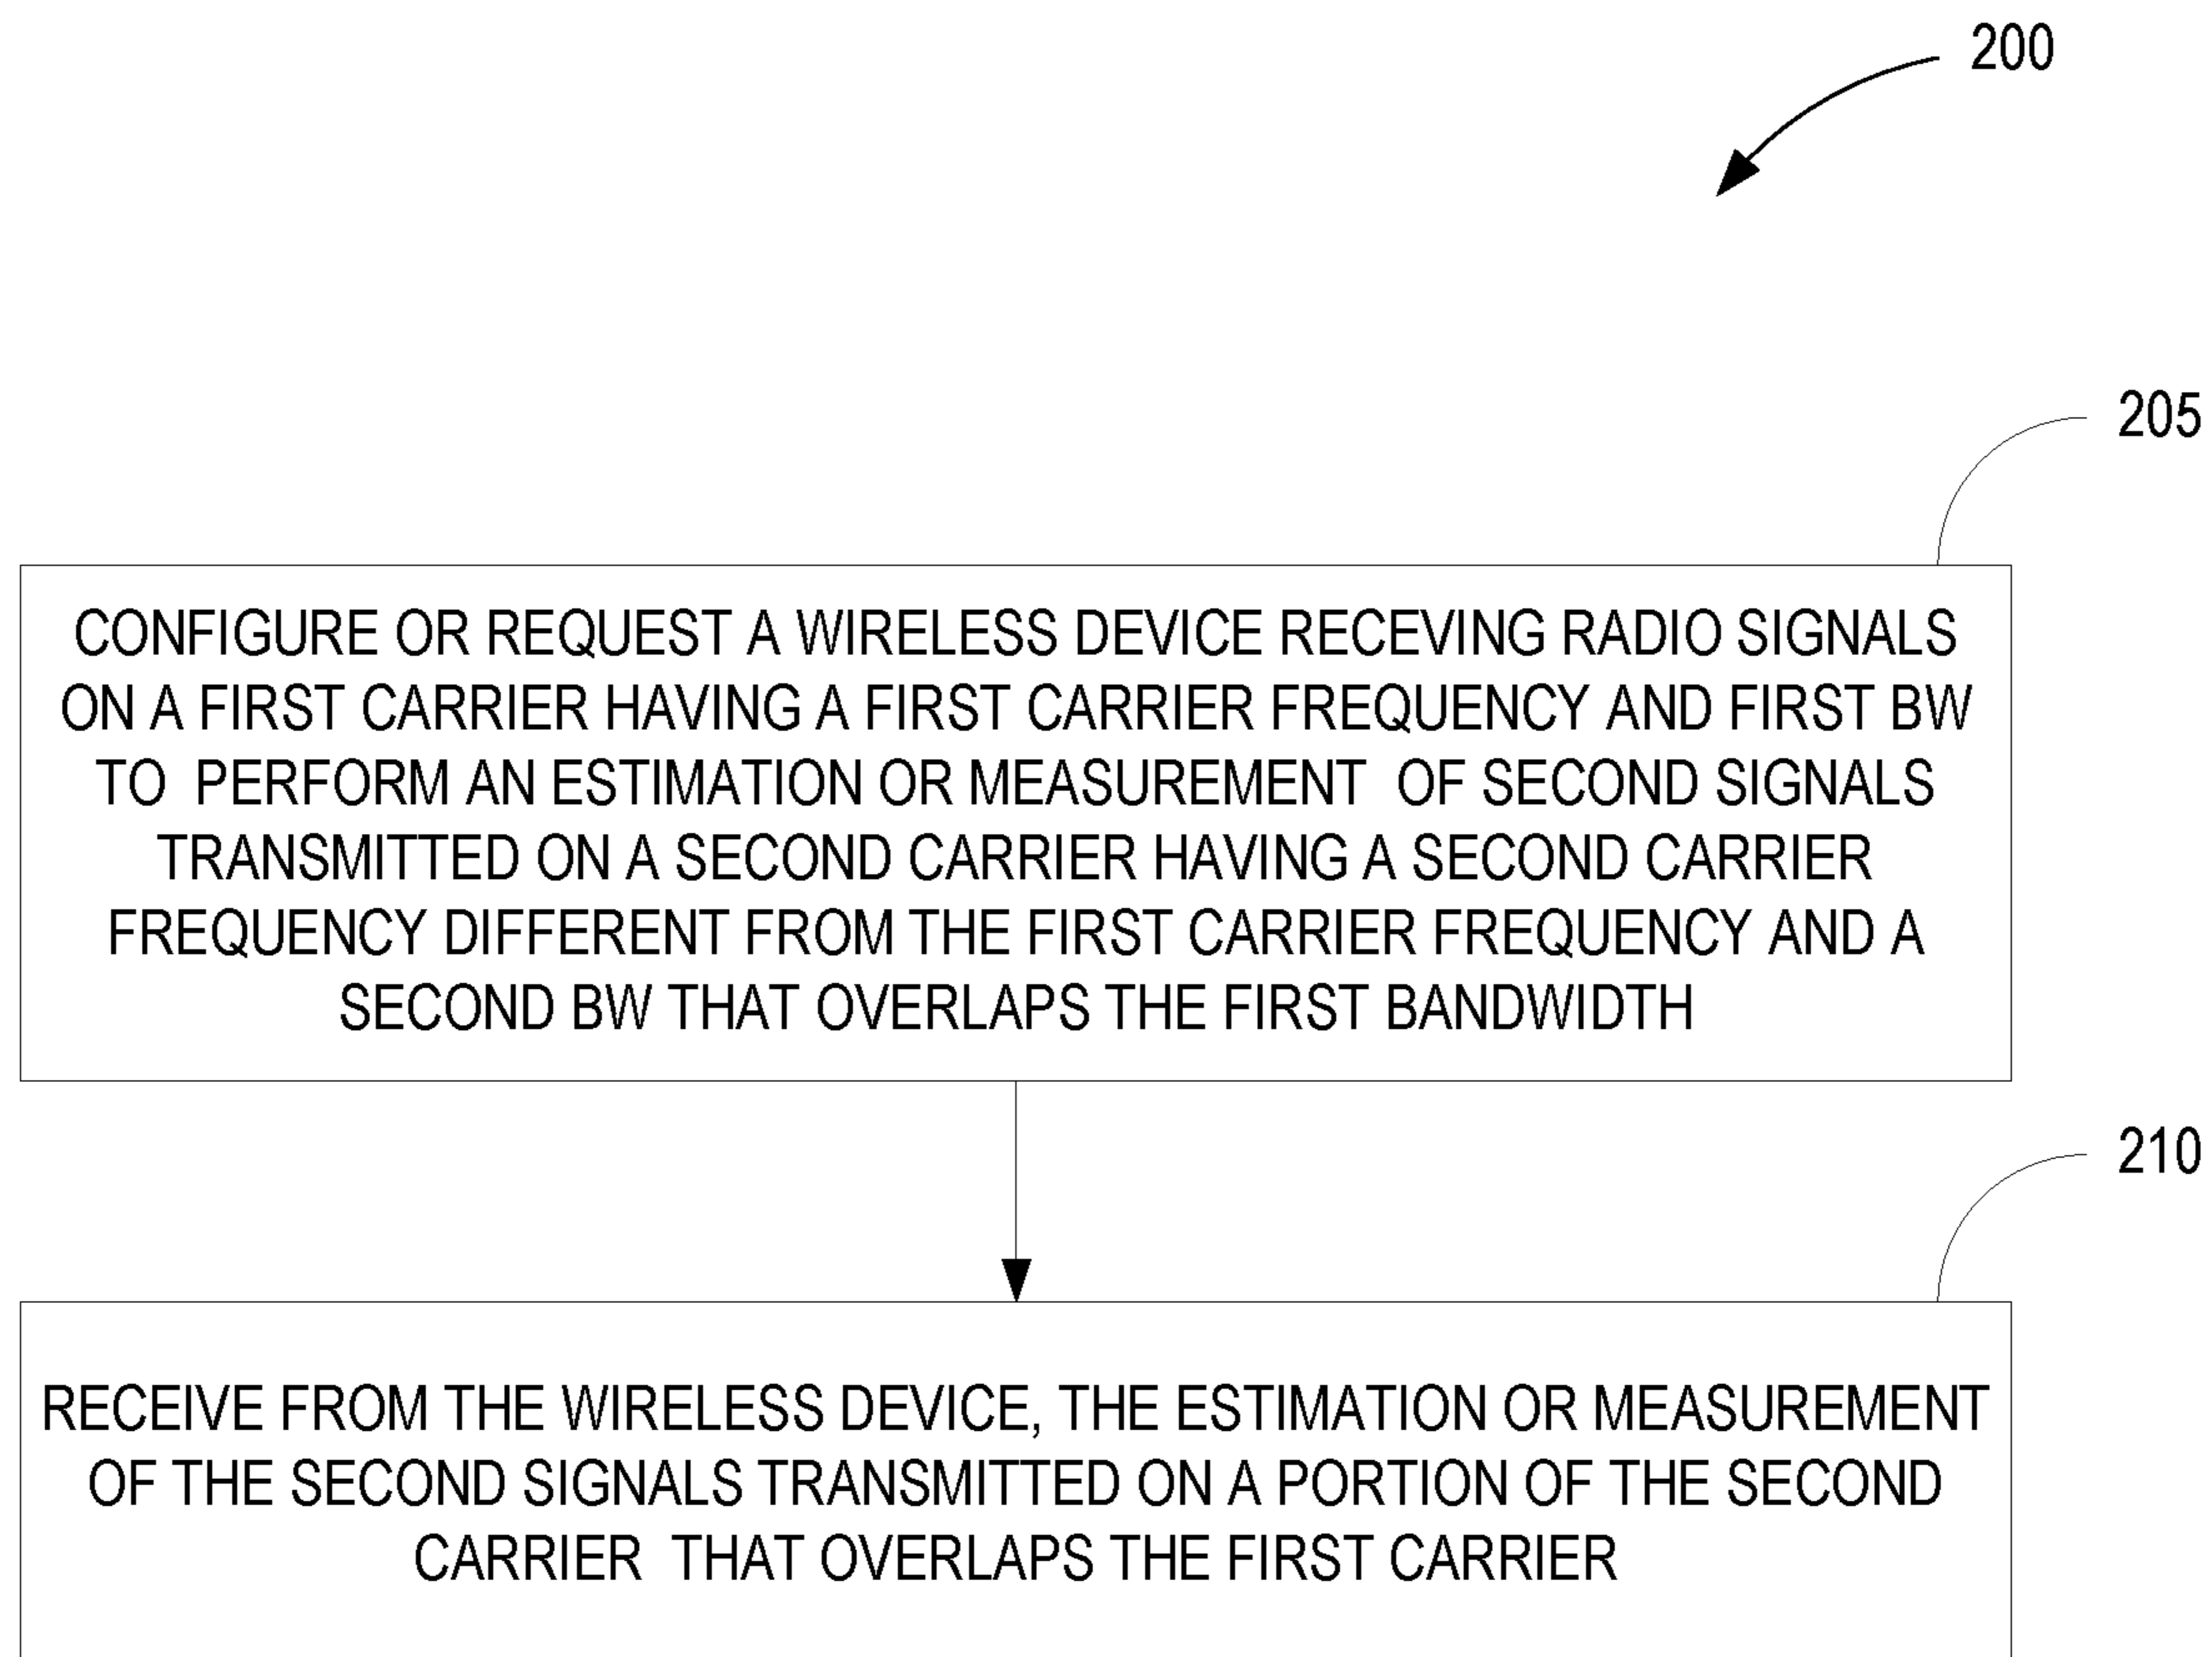 200
205
CONFIGURE OR REQUEST A WIRELESS DEVICE RECEVING RADIO SIGNALS
ON A FIRST CARRIER HAVING A FIRST CARRIER FREQUENCY AND FIRST BW
TO PERFORM AN ESTIMATION OR MEASUREMENT OF SECOND SIGNALS
TRANSMITTED ON A SECOND CARRIER HAVING A SECOND CARRIER
FREQUENCY DIFFERENT FROM THE FIRST CARRIER FREQUENCY AND A
SECOND BW THAT OVERLAPS THE FIRST BANDWIDTH
210
RECEIVE FROM THE WIRELESS DEVICE, THE ESTIMATION OR MEASUREMENT
OF THE SECOND SIGNALS TRANSMITTED ON A PORTION OF THE SECOND
CARRIER THAT OVERLAPS THE FIRST CARRIER